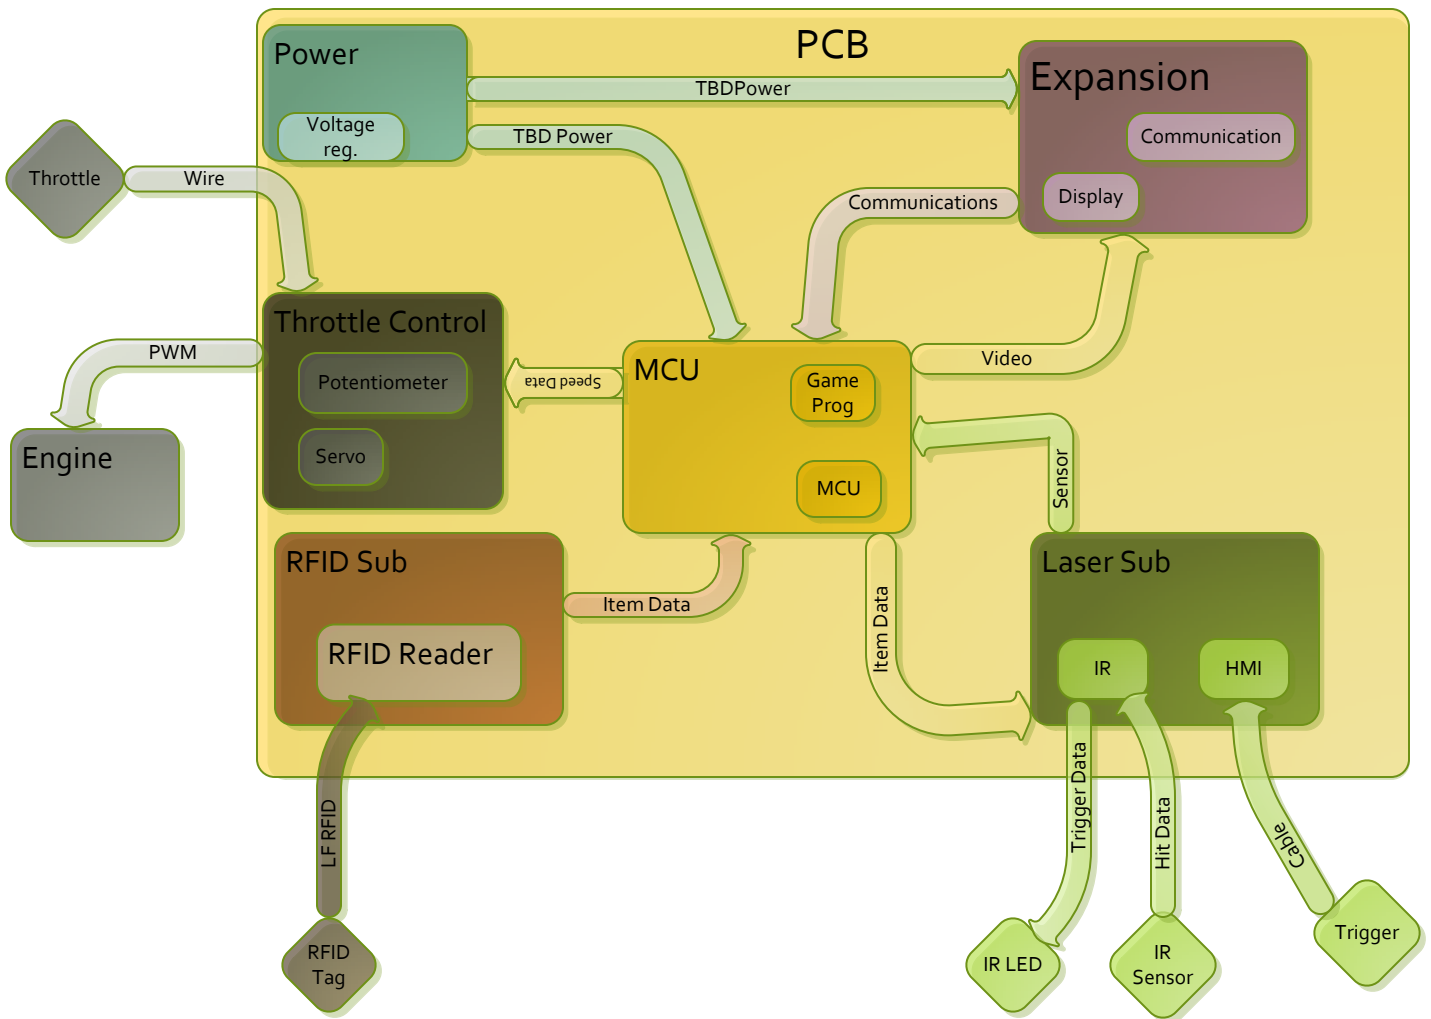 PCB
Power
Voltage
reg.
TBDPower
TBD Power
Expansion
Communication
Display
Throttle
Wire
Communications
Throttle Control
Potentiometer
Servo
PWM
Engine
Speed Data
MCU
Game
Prog
MCU
Video
Sensor
RFID Sub
RFID Reader
Item Data
Item Data
Laser Sub
IR
HMI
LF RFID
Trigger Data
Hit Data
Cable
RFID
Tag
IR LED
IR
Sensor
Trigger